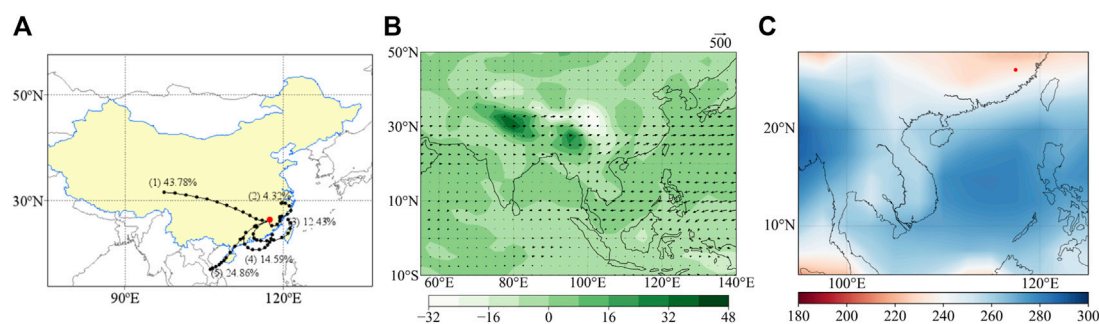 A
50°N
30°N
90°E
120°E
(1) 43.78%
(2) 4.32%
(3) 12.43%
(4) 14.59%
(5) 24.86%
B
500
50°N
30°N
10°N
10°S
60°E
80°E
100°E
120°E
140°E
−32
−16
0
16
32
48
C
20°N
10°N
100°E
120°E
180
200
220
240
260
280
300